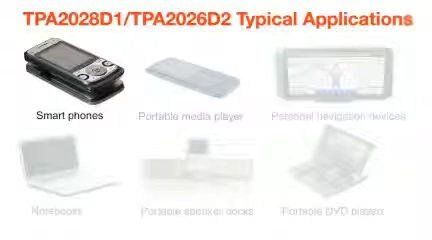 TPA2028D1/TPA2026D2 Typical Applications
Smart phones
Portable media player
Personal navigation devices
Notebooks
Portable speaker docks
Portable DVD players